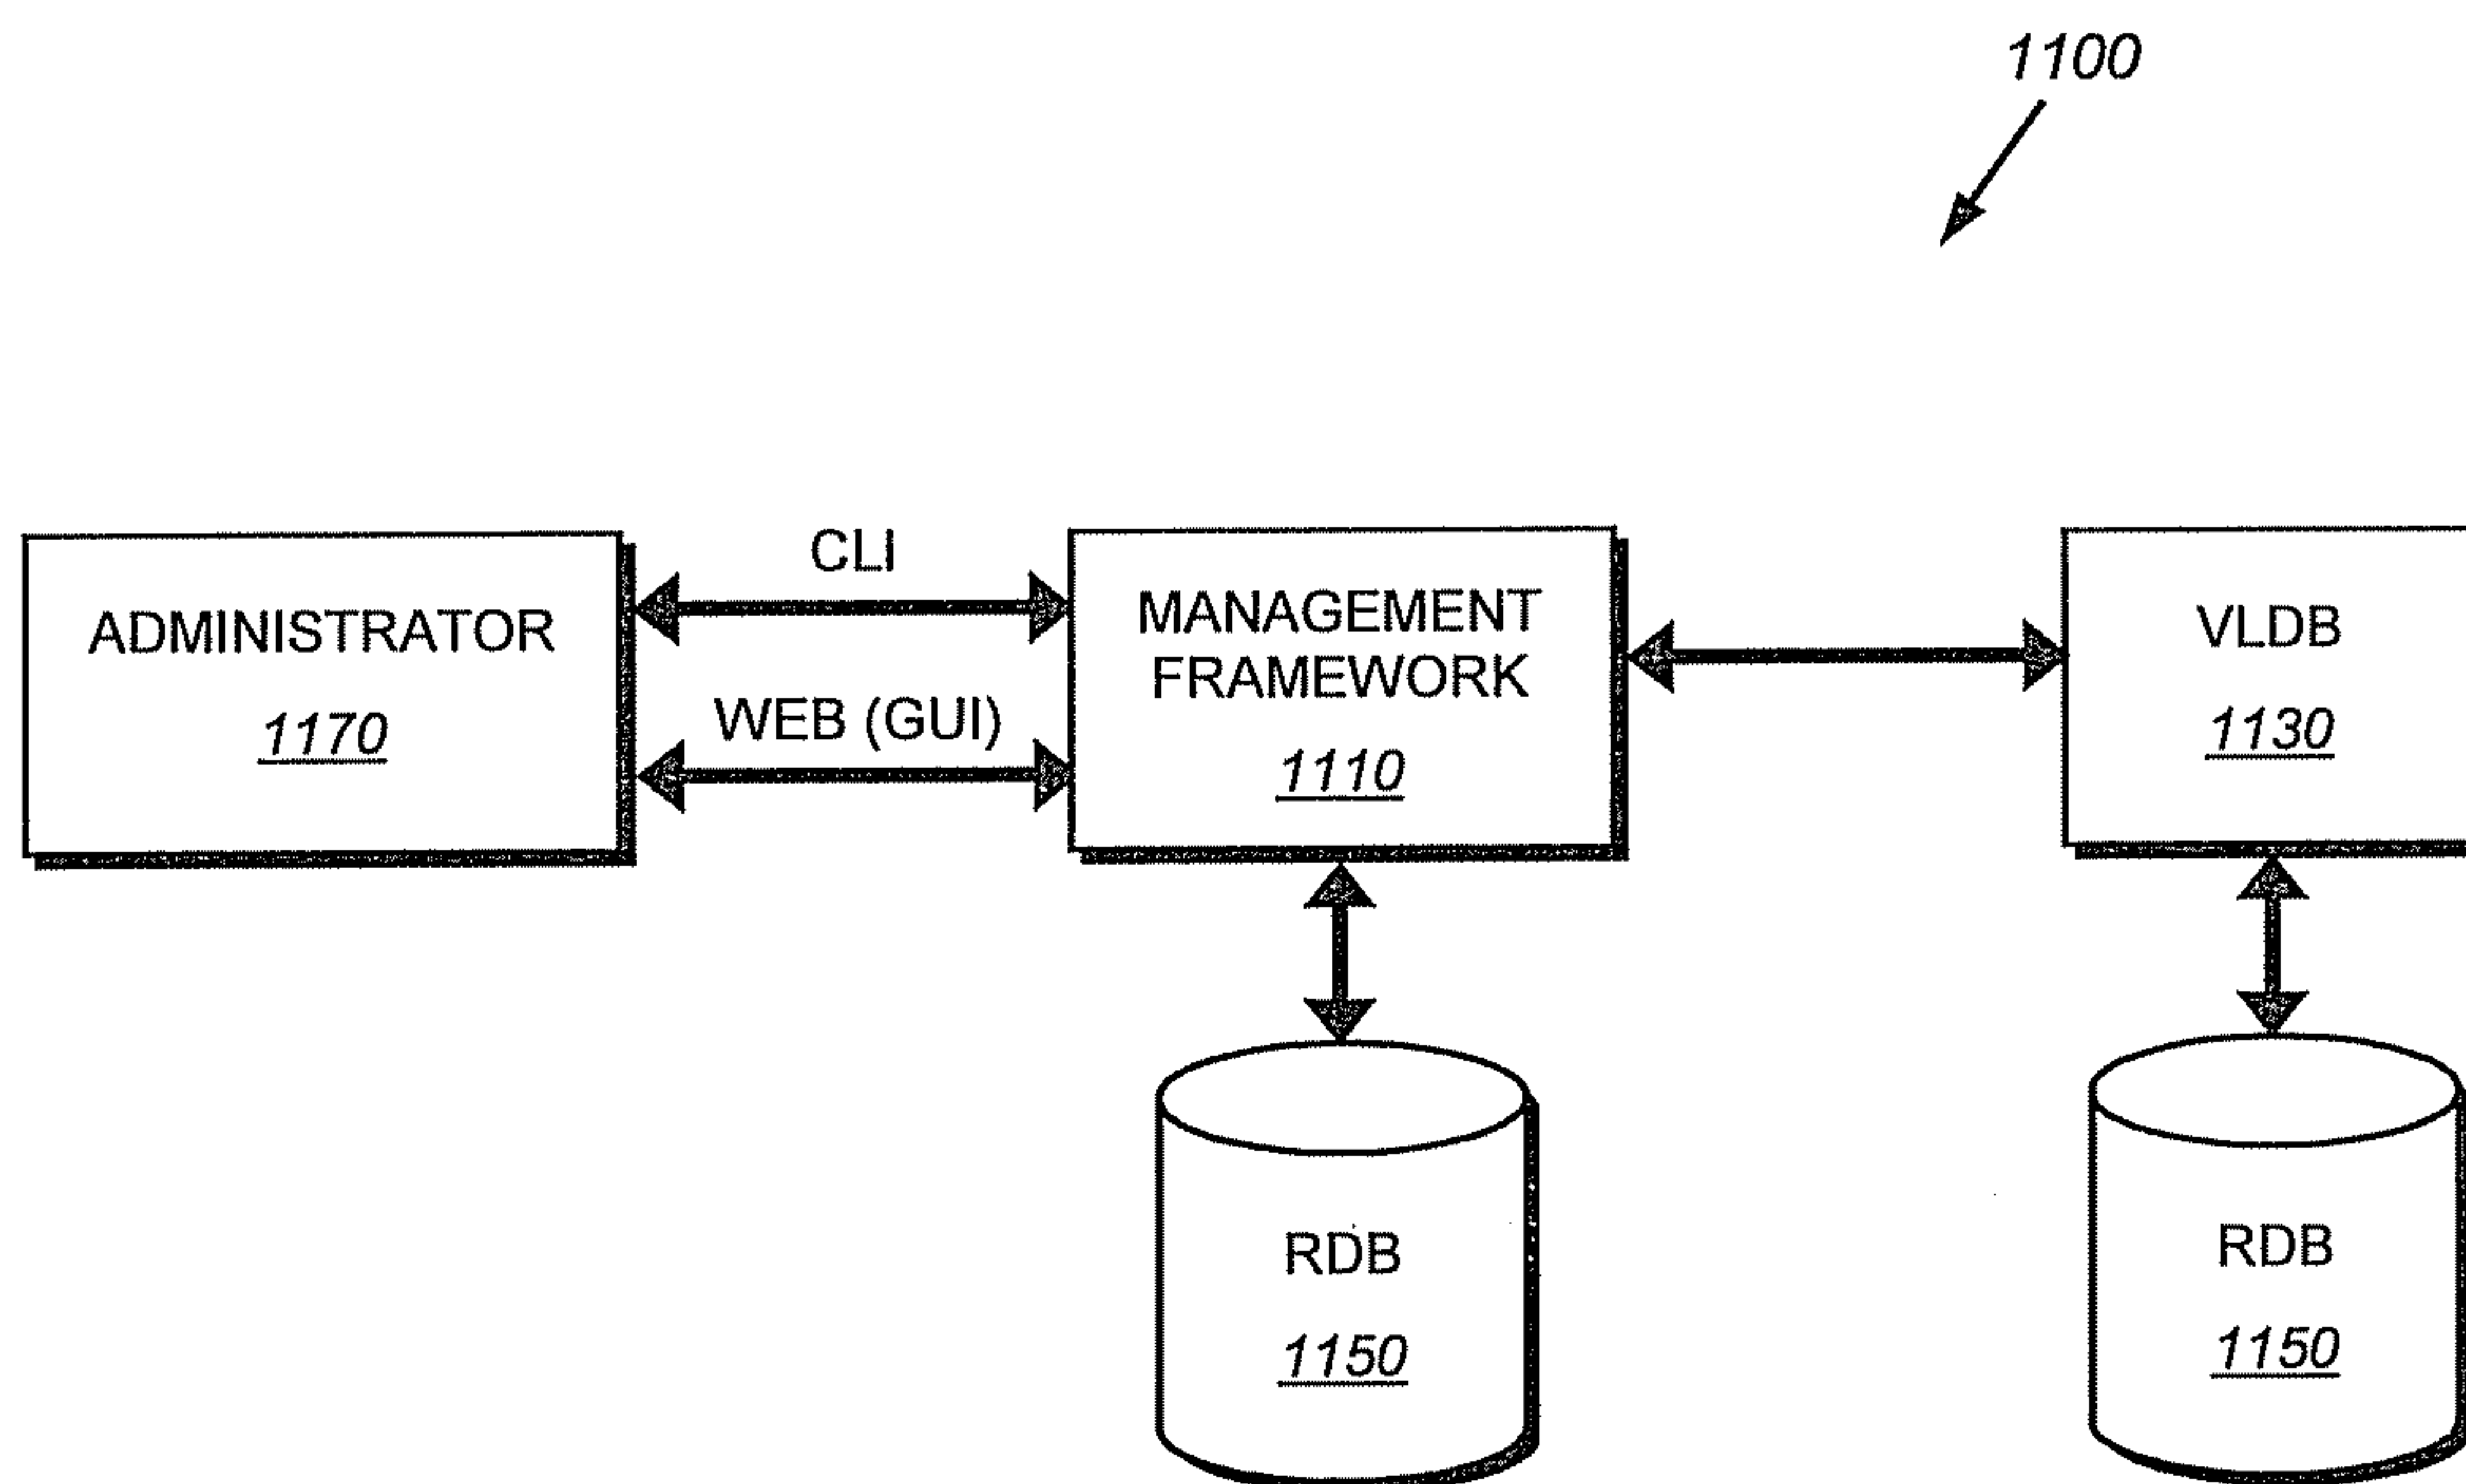 1100
CLI
ADMINISTRATOR
1170
WEB (GUI)
MANAGEMENT
FRAMEWORK
1110
VLDB
1130
RDB
1150
RDB
1150